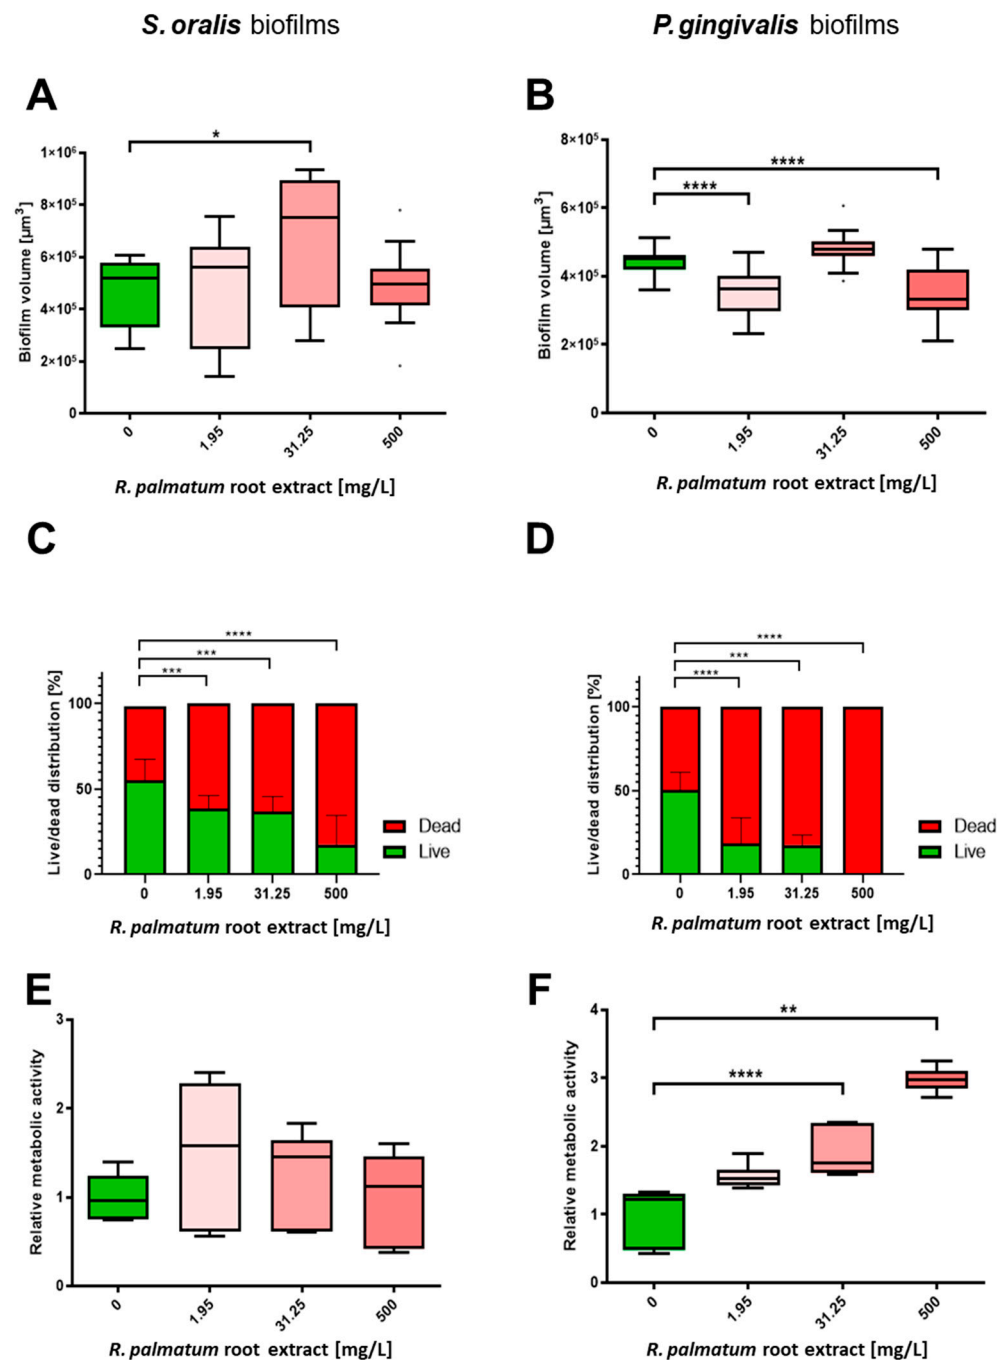 S. oralis biofilms
P. gingivalis biofilms
A
*
1×10⁶
8×10⁵
6×10⁵
4×10⁵
2×10⁵
0
Biofilm volume [µm³]
0
1.95
31.25
500
R. palmatum root extract [mg/L]
B
****
****
8×10⁵
6×10⁵
4×10⁵
2×10⁵
0
Biofilm volume [µm³]
0
1.95
31.25
500
R. palmatum root extract [mg/L]
C
****
***
***
100
50
0
Live/dead distribution [%]
Dead
Live
0
1.95
31.25
500
R. palmatum root extract [mg/L]
D
****
***
****
100
50
0
Live/dead distribution [%]
Dead
Live
0
1.95
31.25
500
R. palmatum root extract [mg/L]
E
3
2
1
0
Relative metabolic activity
0
1.95
31.25
500
R. palmatum root extract [mg/L]
F
**
****
4
3
2
1
0
Relative metabolic activity
0
1.95
31.25
500
R. palmatum root extract [mg/L]